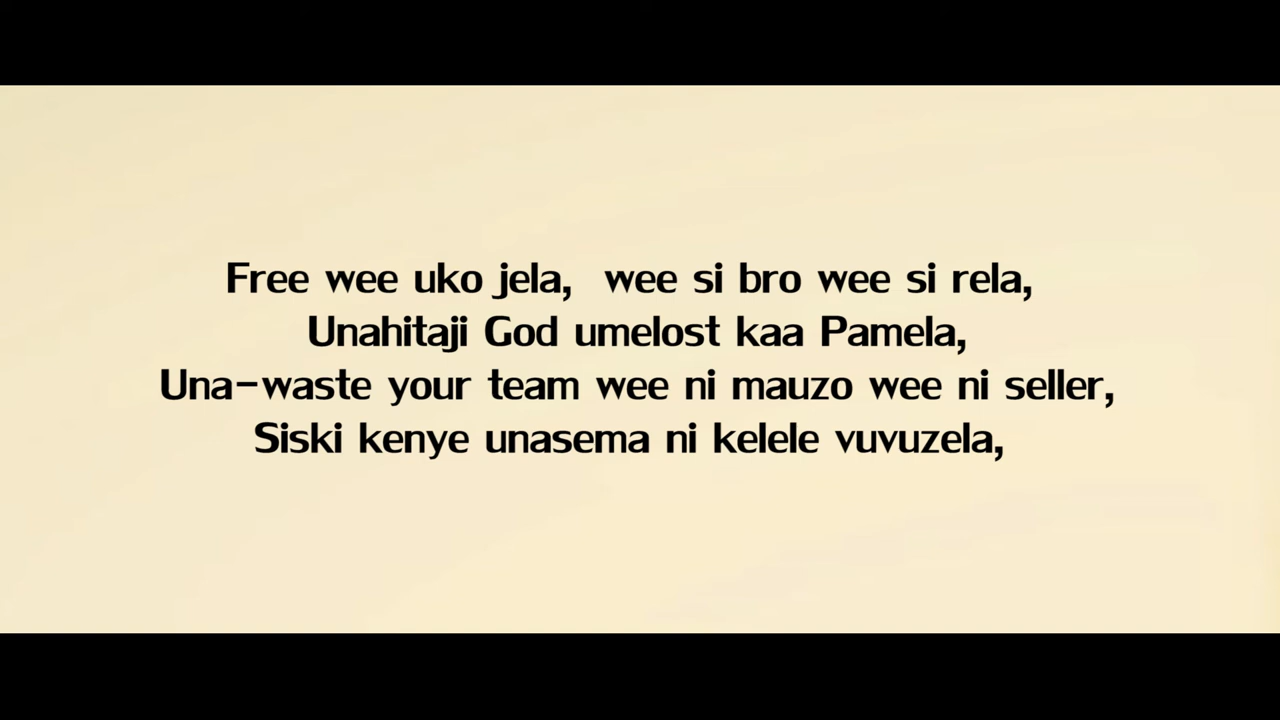 Free wee uko jela, wee si bro wee si rela,
Unahitaji God umelost kaa Pamela,
Una-waste your team wee ni mauzo wee ni seller,
Siski kenye unasema ni kelele vuvuzela,